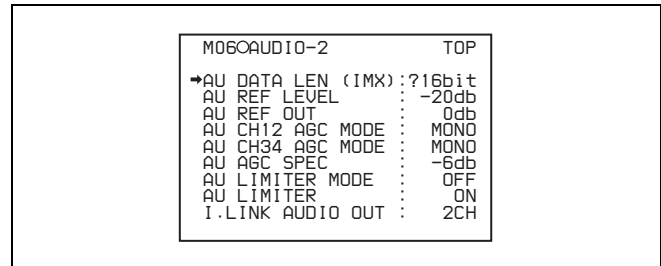 M06○AUDIO-2 TOP
➡AU DATA LEN (IMX):?16bit
AU REF LEVEL : -20db
AU REF OUT : 0db
AU CH12 AGC MODE : MONO
AU CH34 AGC MODE : MONO
AU AGC SPEC : -6db
AU LIMITER MODE : OFF
AU LIMITER : ON
I.LINK AUDIO OUT : 2CH